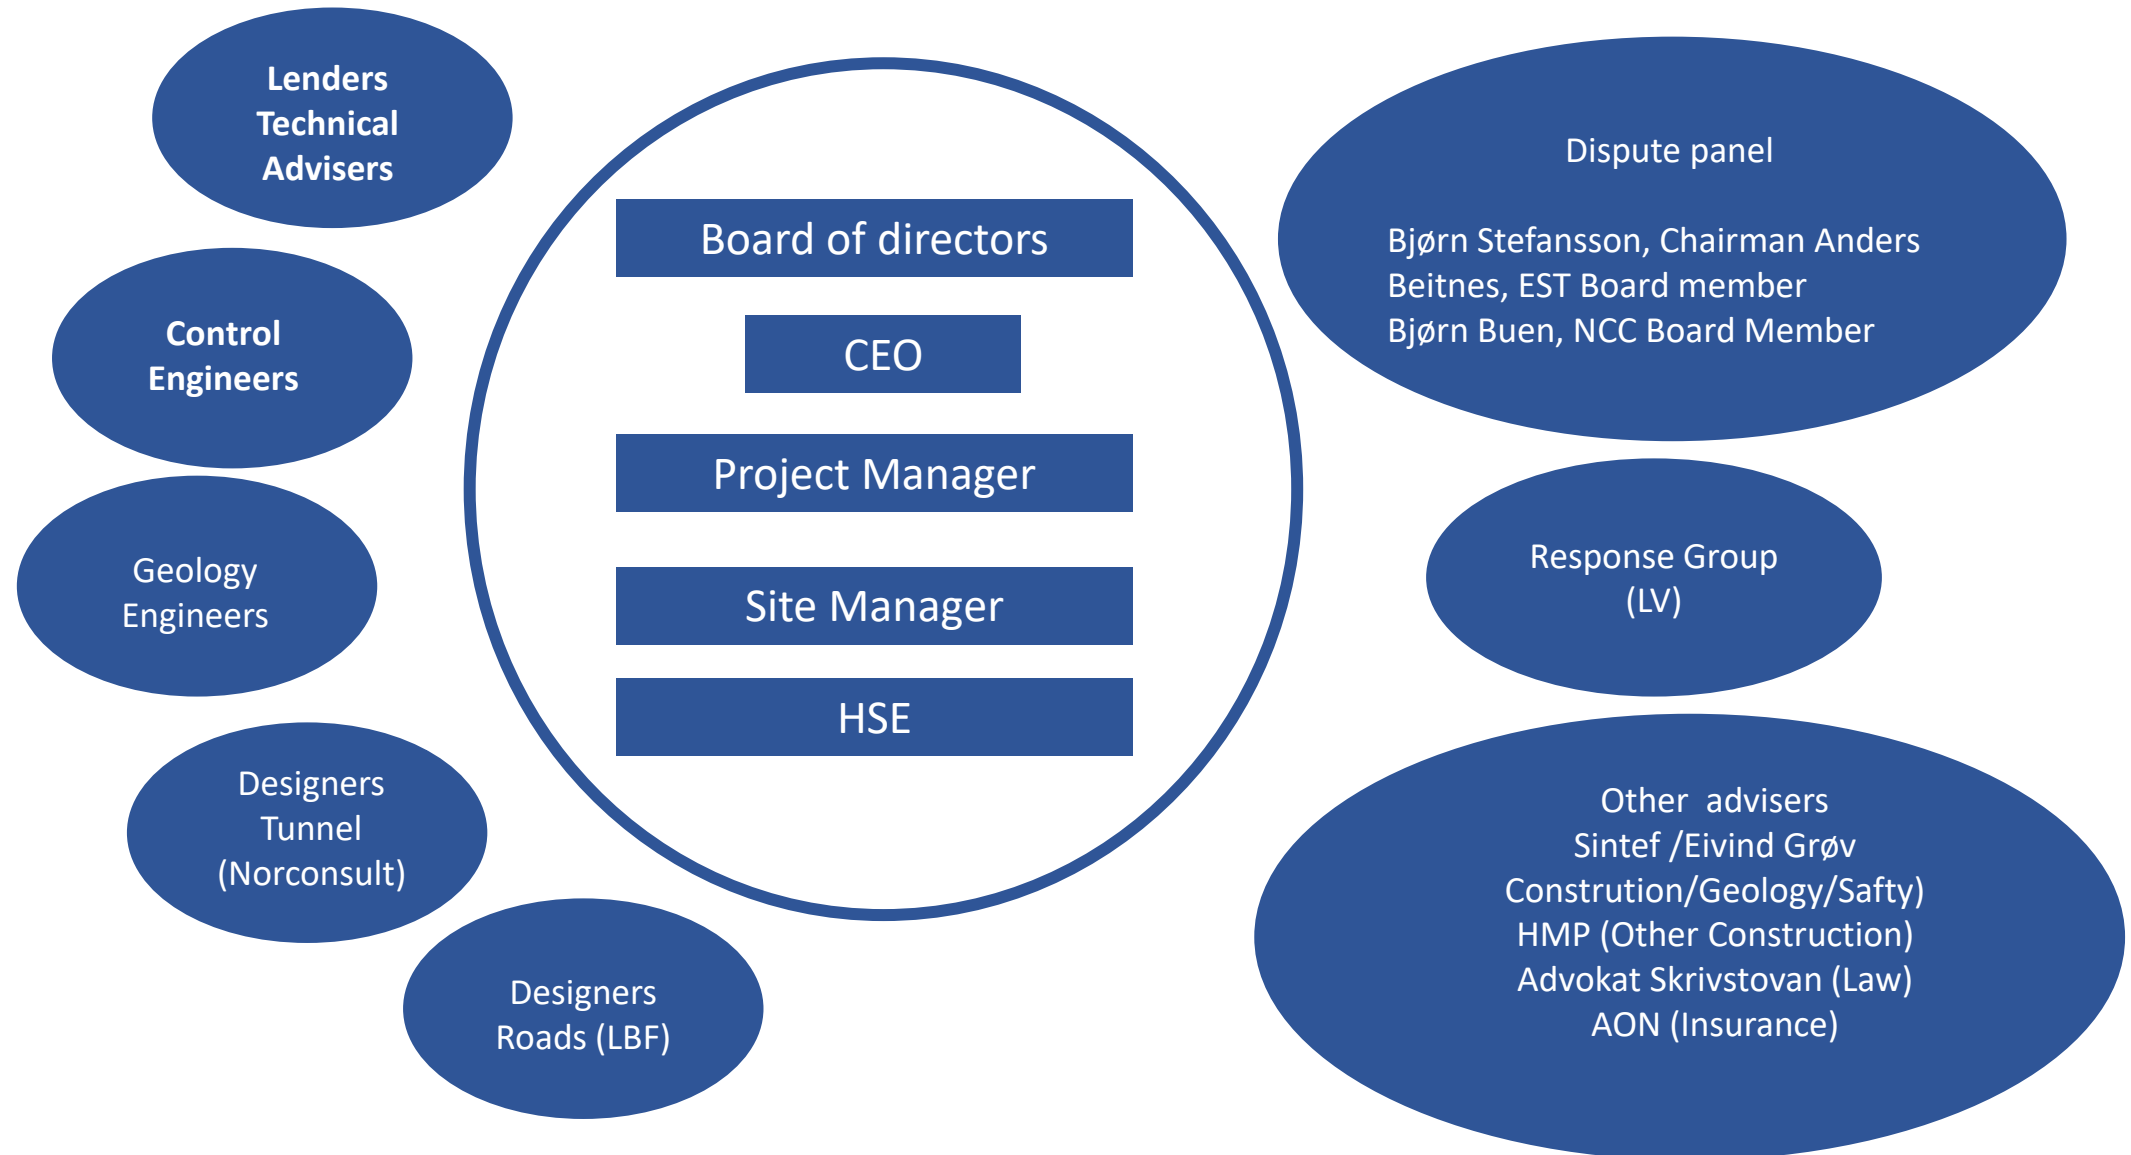 Lenders
Technical
Advisers
Control
Engineers
Geology
Engineers
Designers
Tunnel
(Norconsult)
Designers
Roads (LBF)
Board of directors
CEO
Project Manager
Site Manager
HSE
Dispute panel
Bjørn Stefansson, Chairman Anders
Beitnes, EST Board member
Bjørn Buen, NCC Board Member
Response Group
(LV)
Other  advisers
Sintef /Eivind Grøv
Constrution/Geology/Safty)
HMP (Other Construction)
Advokat Skrivstovan (Law)
AON (Insurance)